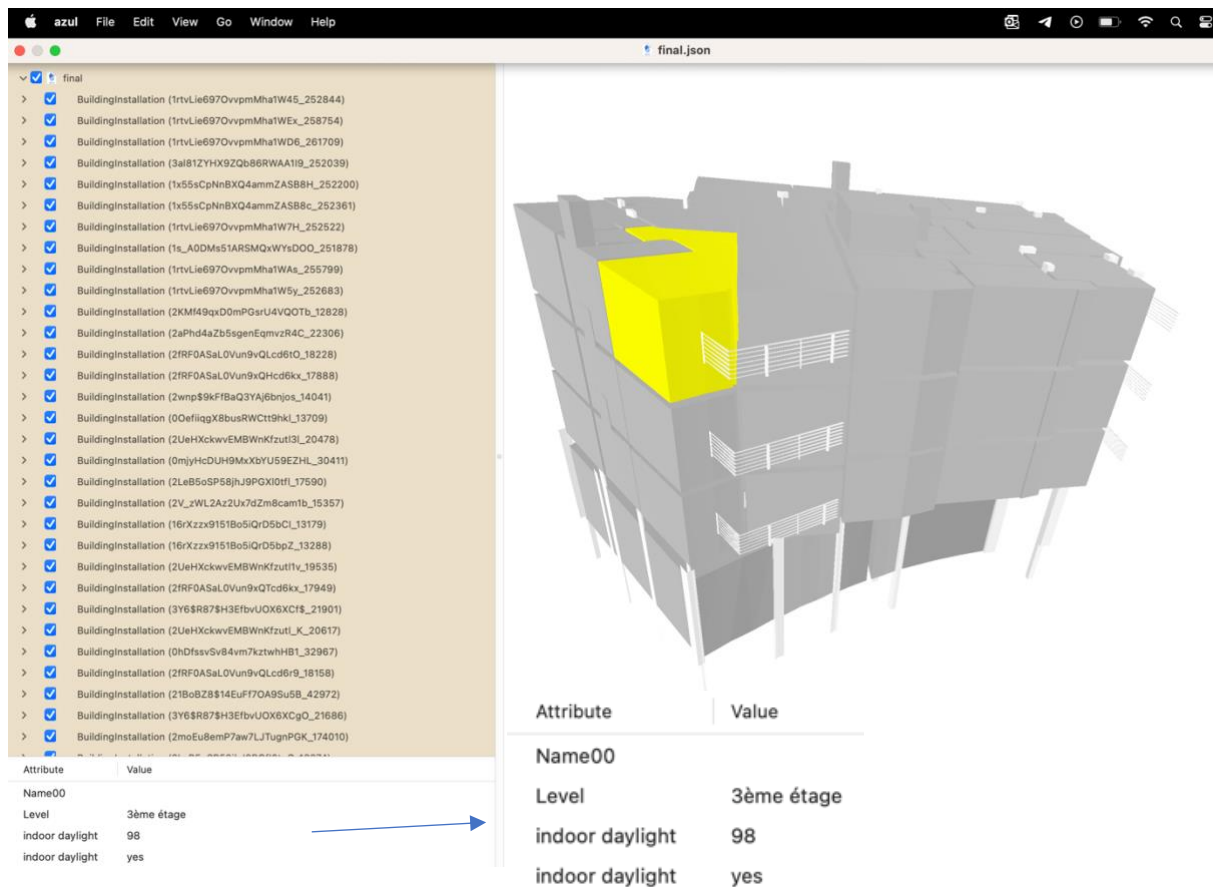 azul File Edit View Go Window Help
final.json
final
BuildingInstallation (1rtvLie697OvvpmMha1W45_252844)
BuildingInstallation (1rtvLie697OvvpmMha1WEx_258754)
BuildingInstallation (1rtvLie697OvvpmMha1WD6_261709)
BuildingInstallation (3al81ZYHX9ZQb86RWAA1I9_252039)
BuildingInstallation (1x55sCpNnBXQ4ammZASB8H_252200)
BuildingInstallation (1x55sCpNnBXQ4ammZASB8c_252361)
BuildingInstallation (1rtvLie697OvvpmMha1W7H_252522)
BuildingInstallation (1s_A0DMs51ARSMQxWYsDOO_251878)
BuildingInstallation (1rtvLie697OvvpmMha1WAs_255799)
BuildingInstallation (1rtvLie697OvvpmMha1W5y_252683)
BuildingInstallation (2KMf49qxD0mPGsrU4VQOTb_12828)
BuildingInstallation (2aPhd4aZb5sgenEqmvzR4C_22306)
BuildingInstallation (2fRF0ASaL0Vun9vQLcd6tO_18228)
BuildingInstallation (2fRF0ASaL0Vun9xQHcd6kx_17888)
BuildingInstallation (2wnp$9kFfBaQ3YAj6bnjos_14041)
BuildingInstallation (0OefiiqgX8busRWCtt9hkl_13709)
BuildingInstallation (2UeHXckwvEMBWnKfzutl3l_20478)
BuildingInstallation (0mjyHcDUH9MxXbYU59EZHL_30411)
BuildingInstallation (2LeB5oSP58jhJ9PGXl0tfl_17590)
BuildingInstallation (2V_zWL2Az2Ux7dZm8cam1b_15357)
BuildingInstallation (16rXzzx9151Bo5iQrD5bCl_13179)
BuildingInstallation (16rXzzx9151Bo5iQrD5bpZ_13288)
BuildingInstallation (2UeHXckwvEMBWnKfzutl1v_19535)
BuildingInstallation (2fRF0ASaL0Vun9xQTcd6kx_17949)
BuildingInstallation (3Y6$R87$H3EfbvUOX6XCf$_21901)
BuildingInstallation (2UeHXckwvEMBWnKfzutl_K_20617)
BuildingInstallation (0hDfssvSv84vm7kztwhHB1_32967)
BuildingInstallation (2fRF0ASaL0Vun9vQLcd6r9_18158)
BuildingInstallation (21BoBZ8$14EuFf7OA9Su5B_42972)
BuildingInstallation (3Y6$R87$H3EfbvUOX6XCgO_21686)
BuildingInstallation (2moEu8emP7aw7LJTugnPGK_174010)
Attribute Value
Name00
Level 3ème étage
indoor daylight 98
indoor daylight yes
Attribute Value
Name00
Level 3ème étage
indoor daylight 98
indoor daylight yes